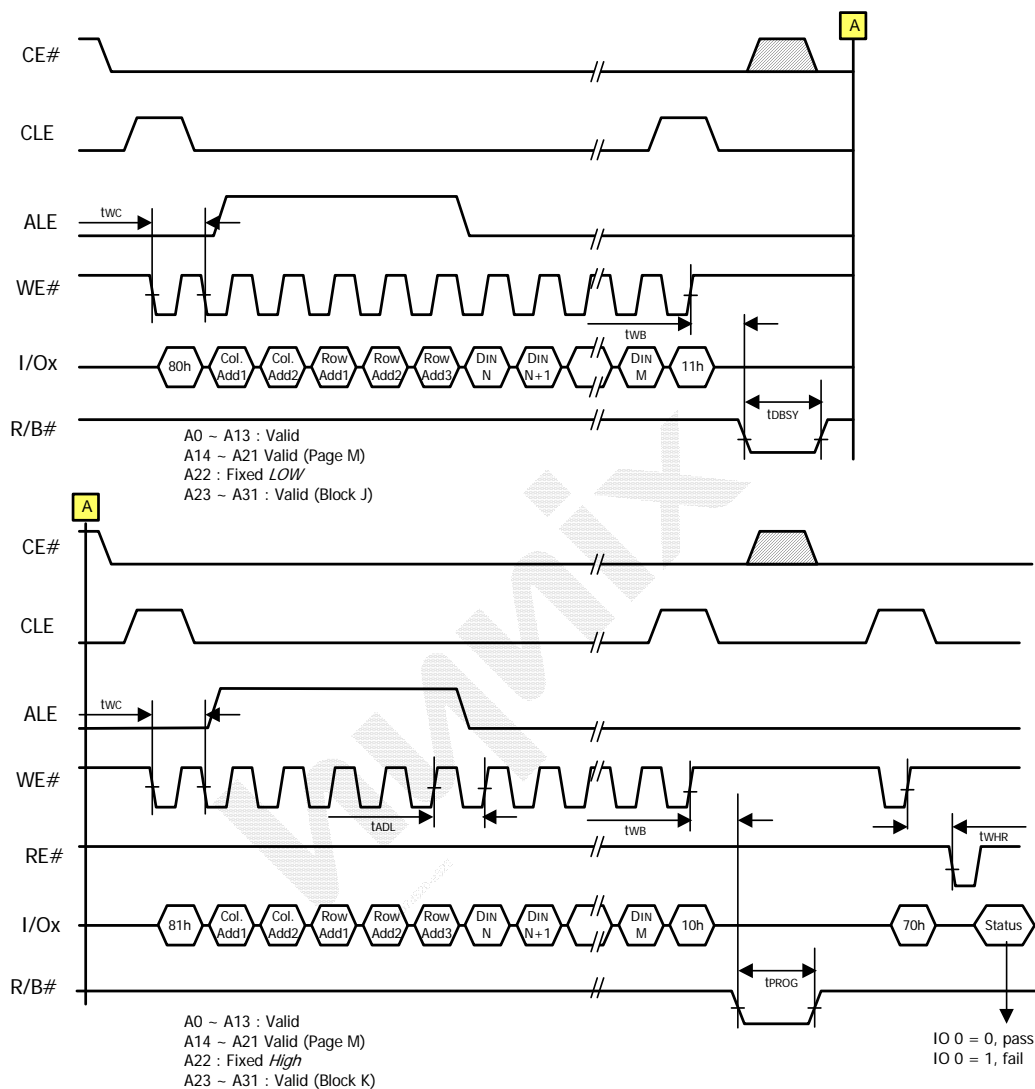 A
CE#
CLE
ALE
tWC
WE#
tWB
I/Ox
80h
Col. Add1
Col. Add2
Row Add1
Row Add2
Row Add3
DIN N
DIN N+1
DIN M
11h
tDBSY
R/B#
A0 ~ A13 : Valid
A14 ~ A21 Valid (Page M)
A22 : Fixed LOW
A23 ~ A31 : Valid (Block J)
A
CE#
CLE
ALE
tWC
WE#
tADL
tWB
tWHR
RE#
I/Ox
81h
Col. Add1
Col. Add2
Row Add1
Row Add2
Row Add3
DIN N
DIN N+1
DIN M
10h
70h
Status
R/B#
tPROG
A0 ~ A13 : Valid
A14 ~ A21 Valid (Page M)
A22 : Fixed High
A23 ~ A31 : Valid (Block K)
IO 0 = 0, pass
IO 0 = 1, fail